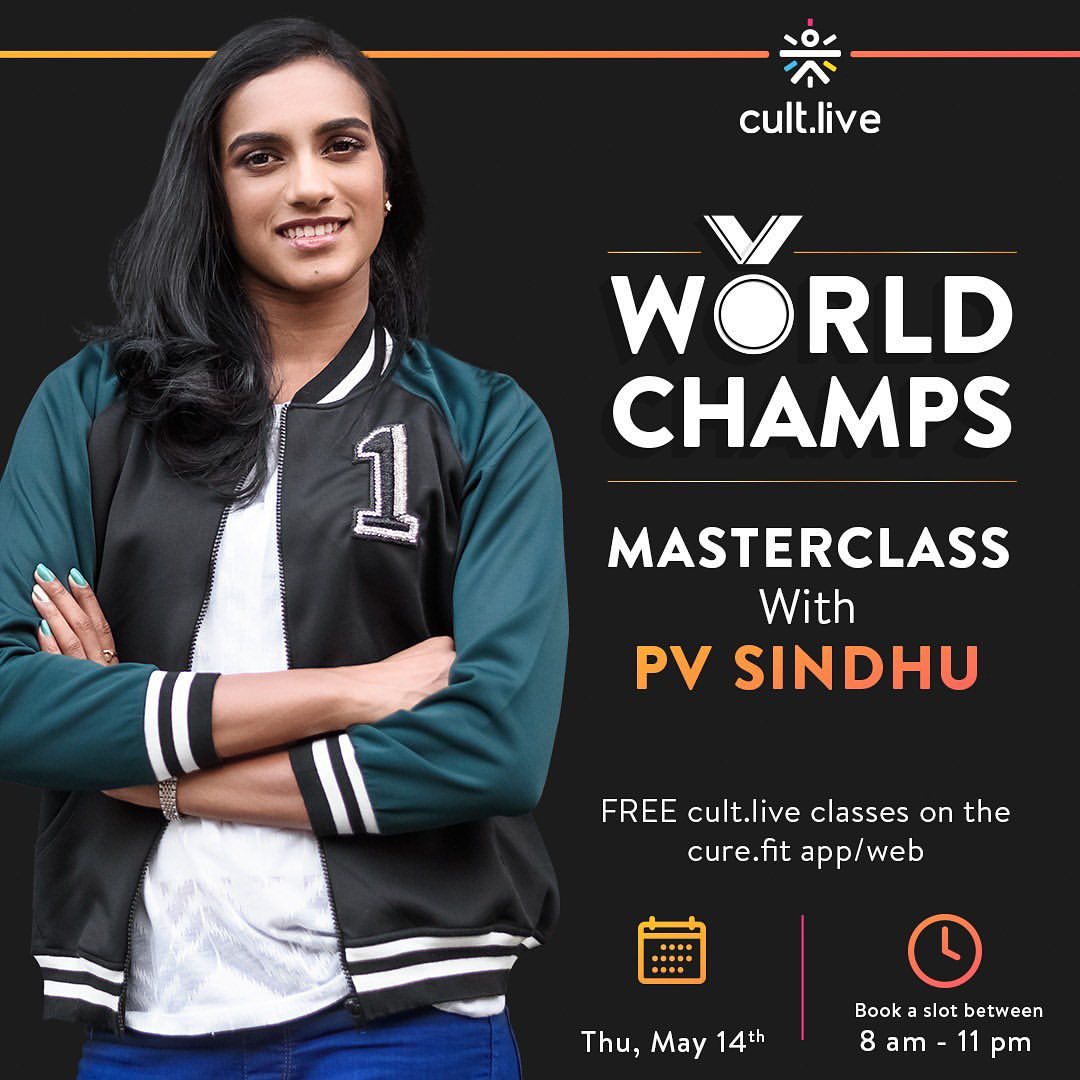 cult.live
WORLD
CHAMPS
1
MASTERCLASS
With
PV SINDHU
FREE cult.live classes on the
cure.fit app/web
Thu, May 14th
Book a slot between
8 am - 11 pm